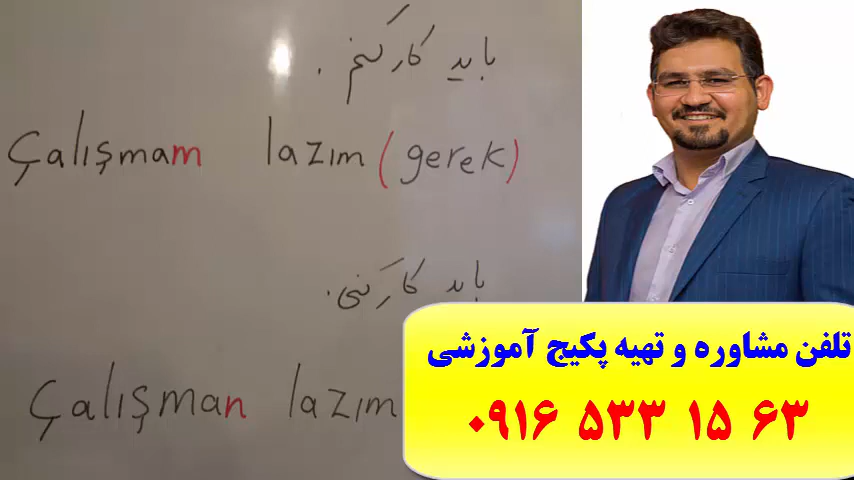 باید کار کنم .
Çalışmam lazım (gerek)
باید کار کنی .
Çalışman lazım
تلفن مشاوره و تهیه پکیج آموزشی
۰۹۱۶ ۵۳۳ ۱۵ ۶۳